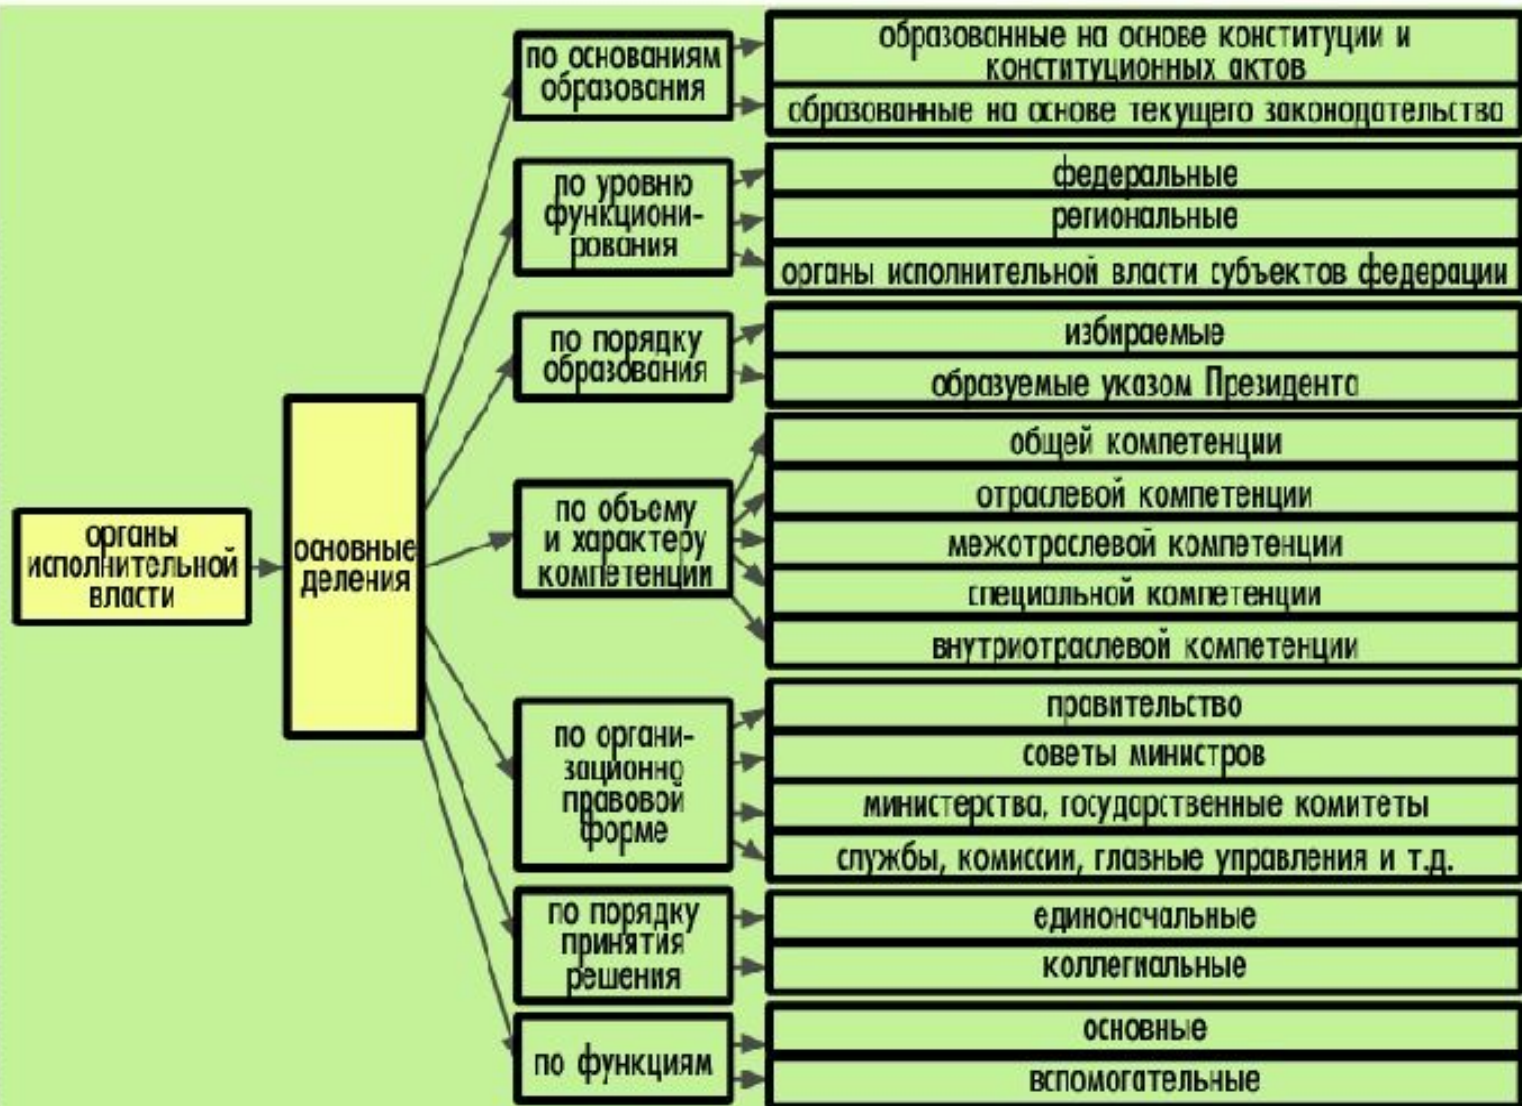 органы
исполнительной
власти
основные
деления
по основаниям
образования
образованные на основе конституции и
конституционных актов
образованные на основе текущего законодательства
по уровню
функциони-
рования
федеральные
региональные
органы исполнительной власти субъектов федерации
по порядку
образования
избираемые
образуемые указом Президента
по объему
и характеру
компетенции
общей компетенции
отраслевой компетенции
межотраслевой компетенции
специальной компетенции
внутриотраслевой компетенции
по органи-
зационно
правовой
форме
правительство
советы министров
министерства, государственные комитеты
службы, комиссии, главные управления и т.д.
по порядку
принятия
решения
единоначальные
коллегиальные
по функциям
основные
вспомогательные